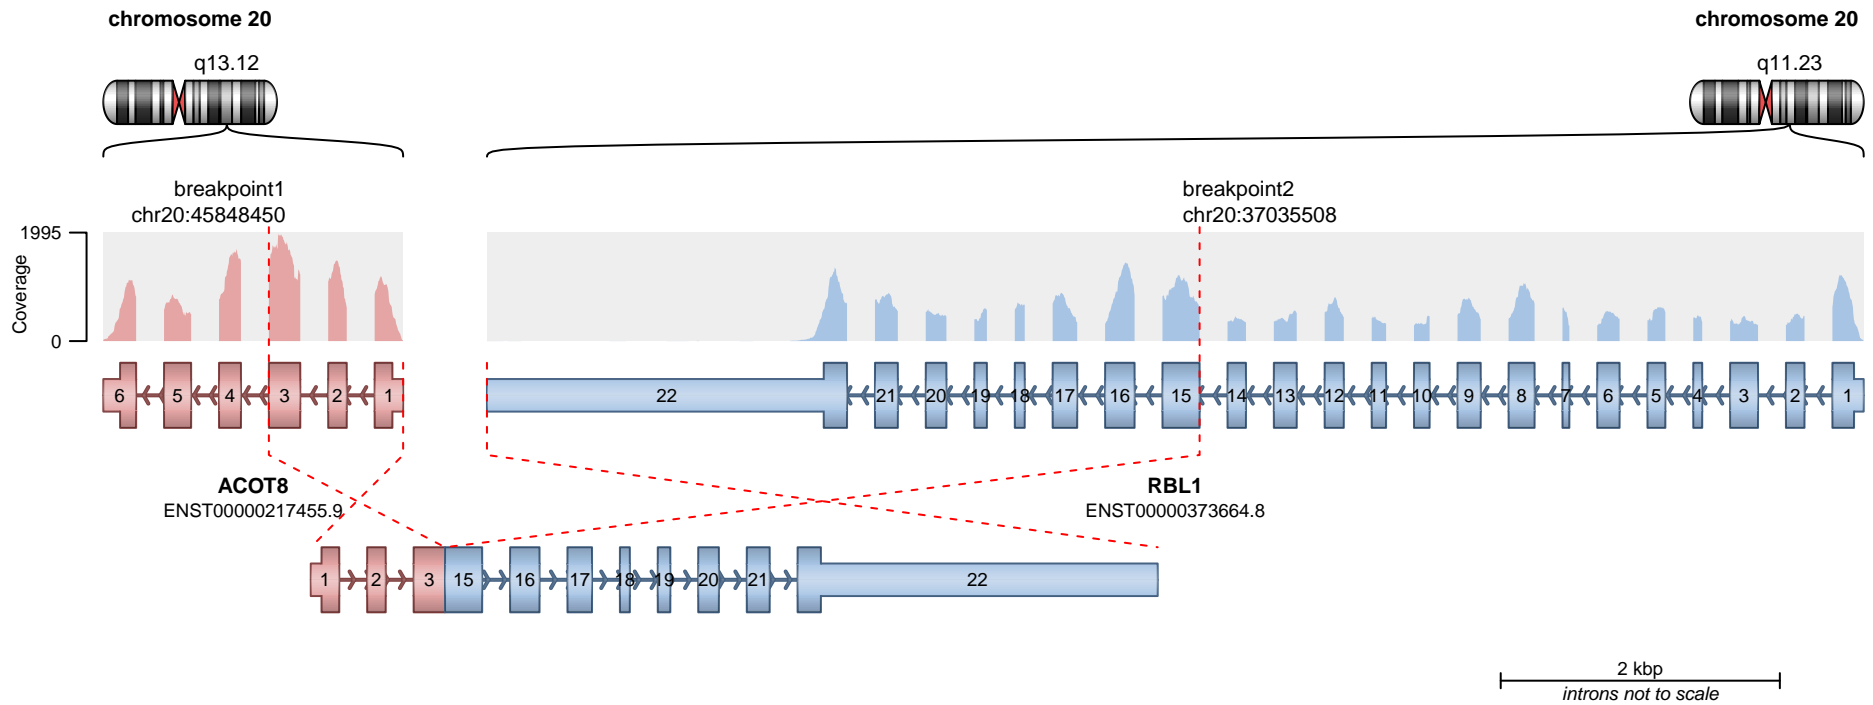 chromosome 20
chromosome 20
q13.12
q11.23
breakpoint1
chr20:45848450
breakpoint2
chr20:37035508
1995
Coverage
0
6 5 4 3 2 1
22 21 20 19 18 17 16 15 14 13 12 11 10 9 8 7 6 5 4 3 2 1
ACOT8
ENST00000217455.9
RBL1
ENST00000373664.8
1 2 3 15 16 17 18 19 20 21 22
2 kbp
introns not to scale